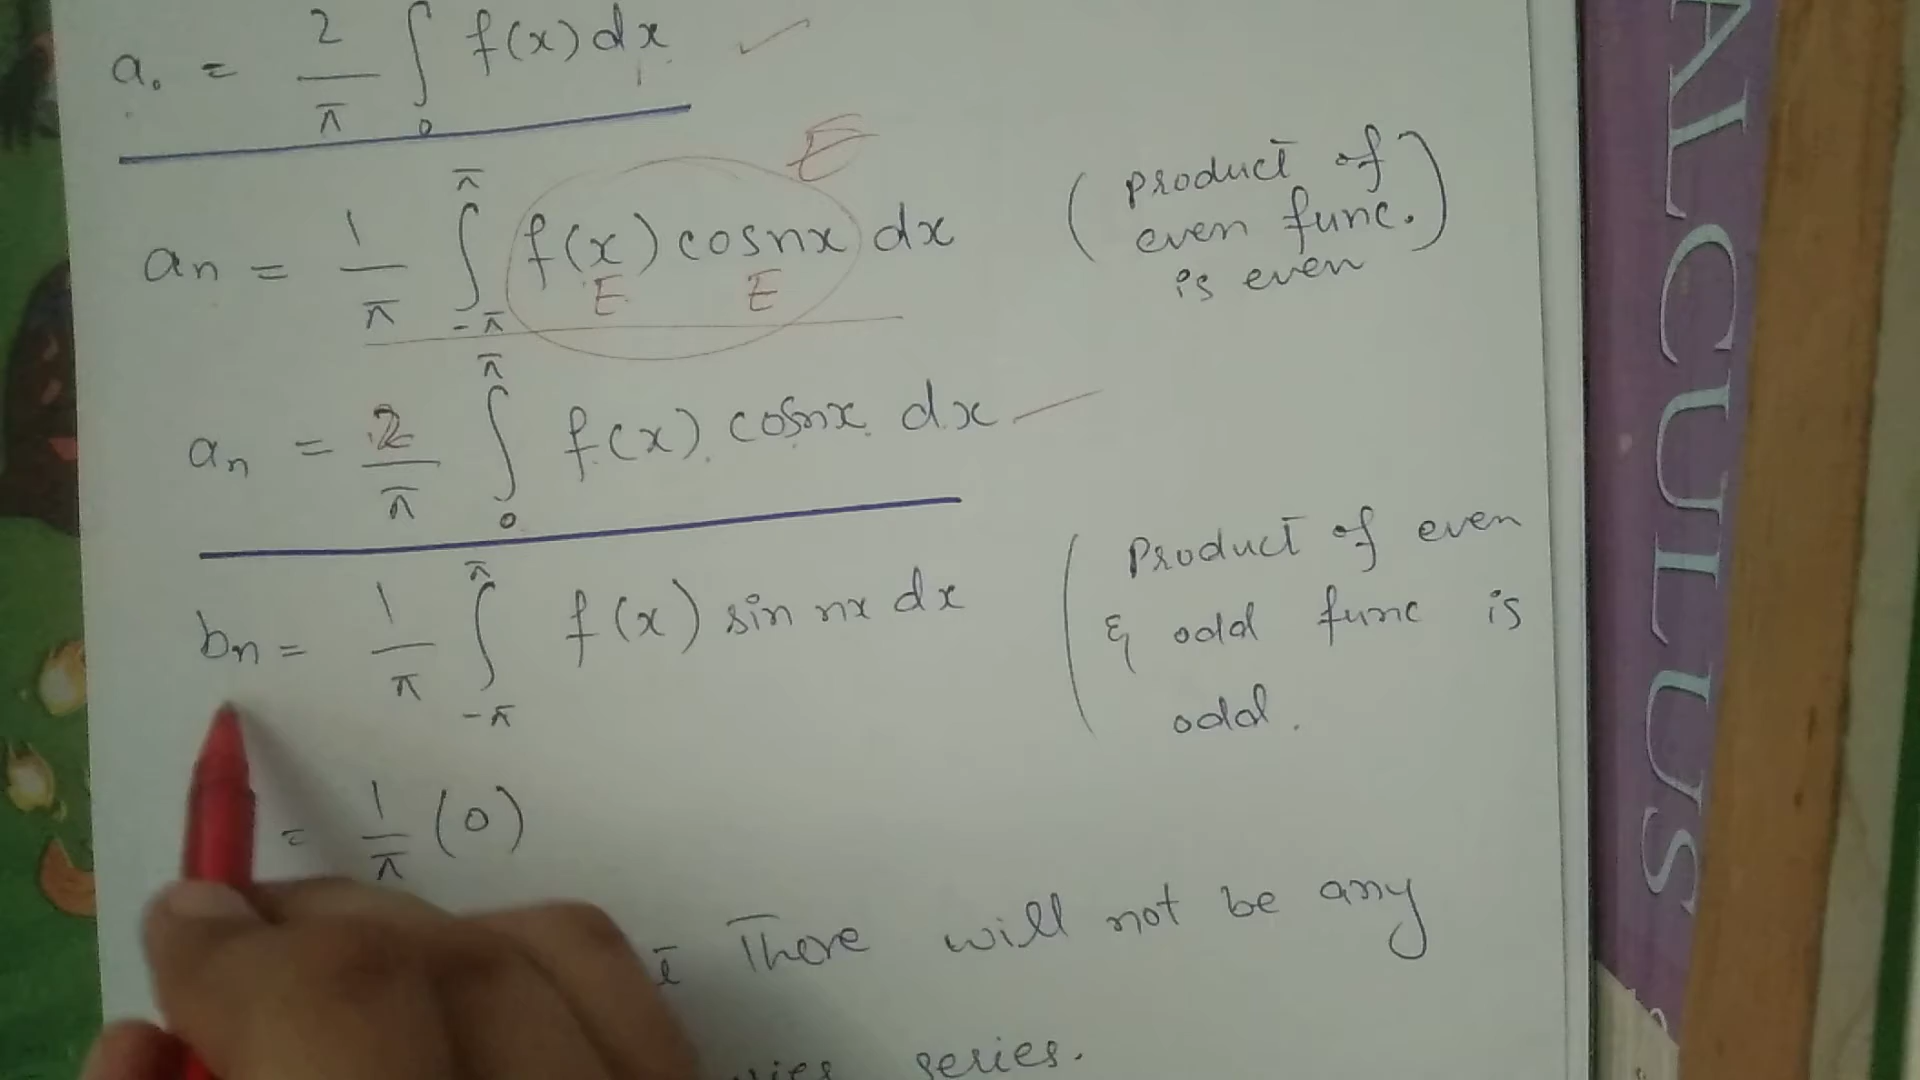 a₀ = 2/π ∫₀ f(x) dx ✓
E
aₙ = 1/π ∫_{-π}^{π} f(x) cosnx dx (product of even func. is even)
E E
aₙ = 2/π ∫₀^{π} f(x) cosnx dx
bₙ = 1/π ∫_{-π}^{π} f(x) sin nx dx (Product of even & odd func is odd.
= 1/π (0)
There will not be any
series.
ALCULUS